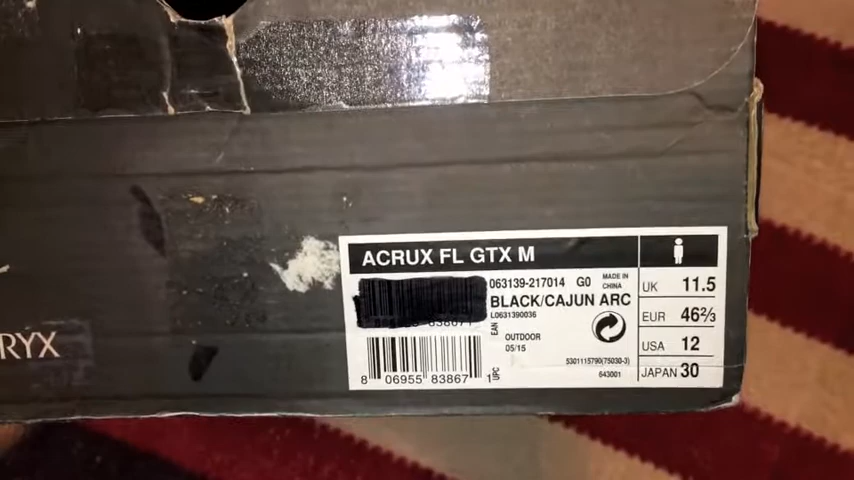 RYX
ACRUX FL GTX M
063139-217014 G0
MADE IN
CHINA
BLACK/CAJUN ARC
L0631390036
EAN
OUTDOOR
05/15
5301115790(75030-3)
643001
8 06955 83867 1
UPC
UK 11.5
EUR 46⅔
USA 12
JAPAN 30